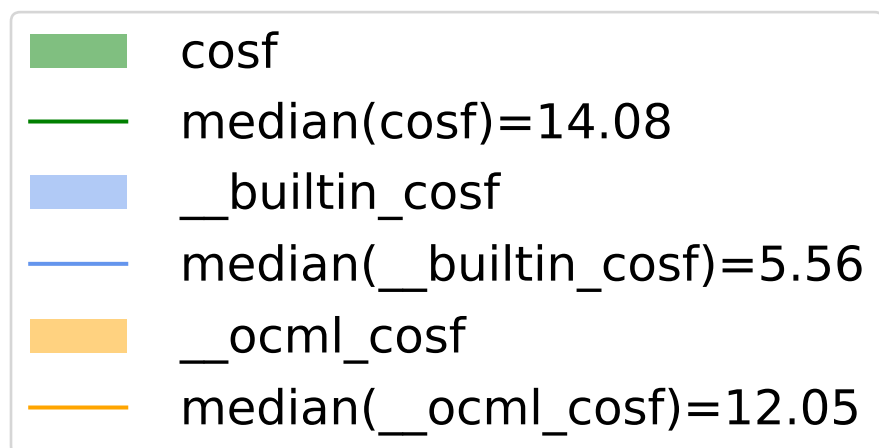 cosf
median(cosf)=14.08
__builtin_cosf
median(__builtin_cosf)=5.56
__ocml_cosf
median(__ocml_cosf)=12.05